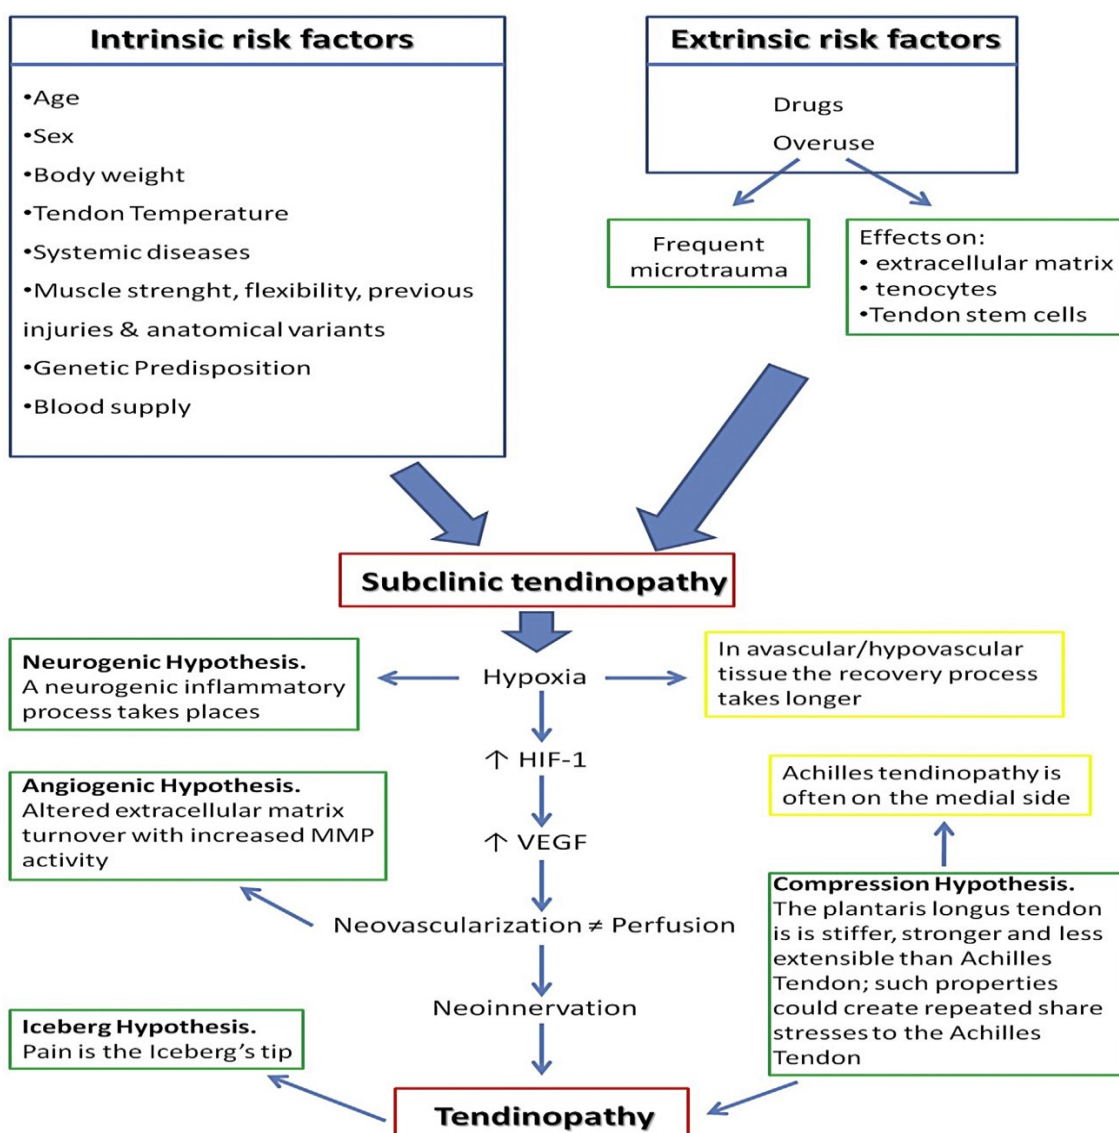 Intrinsic risk factors
•Age
•Sex
•Body weight
•Tendon Temperature
•Systemic diseases
•Muscle strenght, flexibility, previous
injuries & anatomical variants
•Genetic Predisposition
•Blood supply
Extrinsic risk factors
Drugs
Overuse
Frequent
microtrauma
Effects on:
• extracellular matrix
• tenocytes
•Tendon stem cells
Subclinic tendinopathy
Neurogenic Hypothesis.
A neurogenic inflammatory
process takes places
Hypoxia
In avascular/hypovascular
tissue the recovery process
takes longer
↑ HIF-1
Angiogenic Hypothesis.
Altered extracellular matrix
turnover with increased MMP
activity
↑ VEGF
Achilles tendinopathy is
often on the medial side
Neovascularization ≠ Perfusion
Compression Hypothesis.
The plantaris longus tendon
is is stiffer, stronger and less
extensible than Achilles
Tendon; such properties
could create repeated share
stresses to the Achilles
Tendon
Neoinnervation
Iceberg Hypothesis.
Pain is the Iceberg’s tip
Tendinopathy